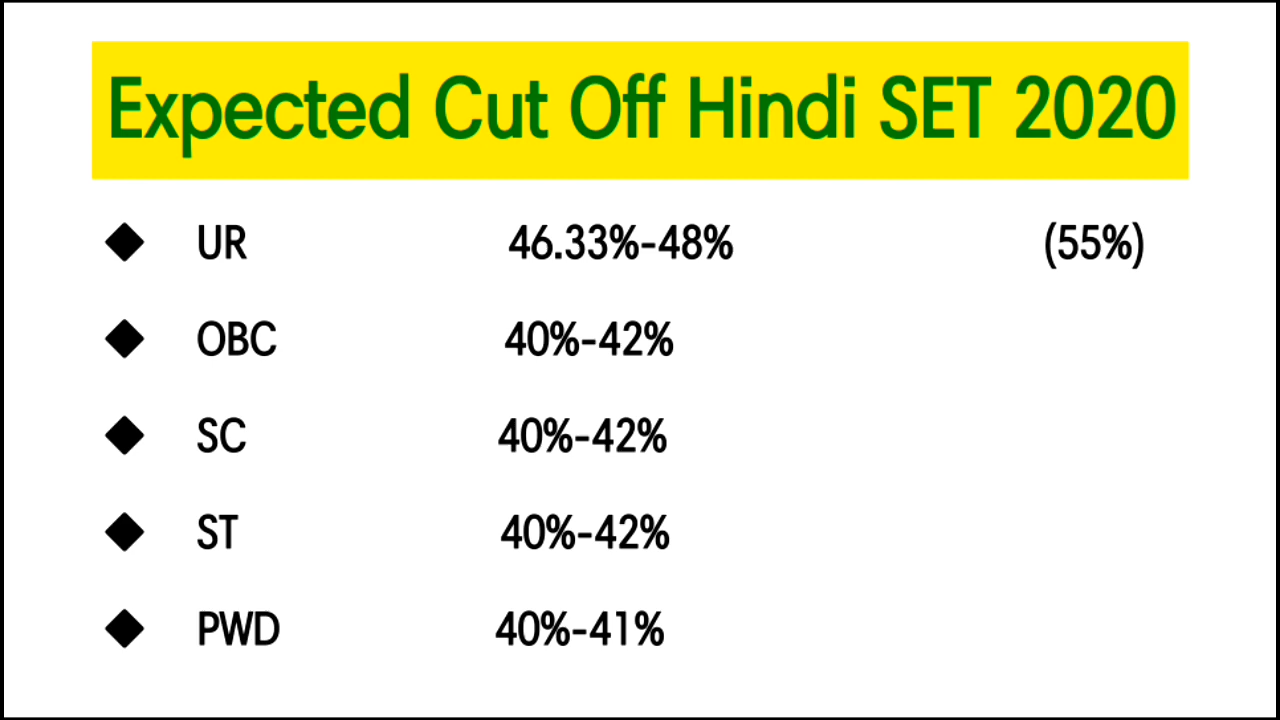 Expected Cut Off Hindi SET 2020
◆ UR 46.33%-48% (55%)
◆ OBC 40%-42%
◆ SC 40%-42%
◆ ST 40%-42%
◆ PWD 40%-41%